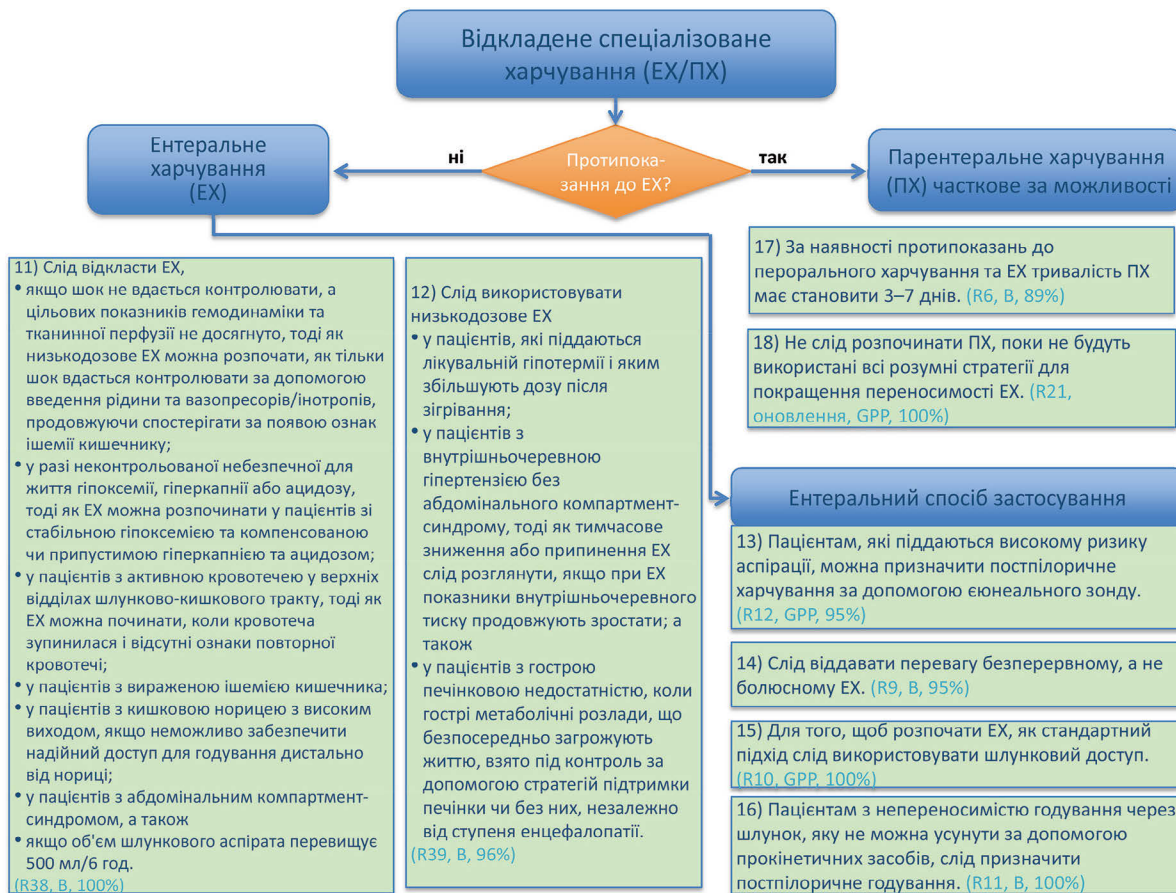 Відкладене спеціалізоване
харчування (ЕХ/ПХ)
Ентеральне
харчування
(ЕХ)
ні
Протипока-
зання до ЕХ?
так
Парентеральне харчування
(ПХ) часткове за можливості
11) Слід відкласти ЕХ,
• якщо шок не вдається контролювати, а
цільових показників гемодинаміки та
тканинної перфузії не досягнуто, тоді як
низькодозове ЕХ можна розпочати, як тільки
шок вдасться контролювати за допомогою
введення рідини та вазопресорів/інотропів,
продовжуючи спостерігати за появою ознак
ішемії кишечнику;
• у разі неконтрольованої небезпечної для
життя гіпоксемії, гіперкапнії або ацидозу,
тоді як ЕХ можна розпочинати у пацієнтів зі
стабільною гіпоксемією та компенсованою
чи припустимою гіперкапнією та ацидозом;
• у пацієнтів з активною кровотечею у верхніх
відділах шлунково-кишкового тракту, тоді як
ЕХ можна починати, коли кровотеча
зупинилася і відсутні ознаки повторної
кровотечі;
• у пацієнтів з вираженою ішемією кишечника;
• у пацієнтів з кишковою норицею з високим
виходом, якщо неможливо забезпечити
надійний доступ для годування дистально
від нориці;
• у пацієнтів з абдомінальним компартмент-
синдромом, а також
• якщо об'єм шлункового аспірата перевищує
500 мл/6 год.
(R38, B, 100%)
12) Слід використовувати
низькодозове ЕХ
• у пацієнтів, які піддаються
лікувальній гіпотермії і яким
збільшують дозу після
зігрівання;
• у пацієнтів з
внутрішньочеревною
гіпертензією без
абдомінального компартмент-
синдрому, тоді як тимчасове
зниження або припинення ЕХ
слід розглянути, якщо при ЕХ
показники внутрішньочеревного
тиску продовжують зростати; а
також
• у пацієнтів з гострою
печінковою недостатністю, коли
гострі метаболічні розлади, що
безпосередньо загрожують
життю, взято під контроль за
допомогою стратегій підтримки
печінки чи без них, незалежно
від ступеня енцефалопатії.
(R39, B, 96%)
17) За наявності протипоказань до
перорального харчування та ЕХ тривалість ПХ
має становити 3–7 днів. (R6, B, 89%)
18) Не слід розпочинати ПХ, поки не будуть
використані всі розумні стратегії для
покращення переносимості ЕХ. (R21,
оновлення, GPP, 100%)
Ентеральний спосіб застосування
13) Пацієнтам, які піддаються високому ризику
аспірації, можна призначити постпілоричне
харчування за допомогою єюнеального зонду.
(R12, GPP, 95%)
14) Слід віддавати перевагу безперервному, а не
болюсному ЕХ. (R9, B, 95%)
15) Для того, щоб розпочати ЕХ, як стандартний
підхід слід використовувати шлунковий доступ.
(R10, GPP, 100%)
16) Пацієнтам з непереносимістю годування через
шлунок, яку не можна усунути за допомогою
прокінетичних засобів, слід призначити
постпілоричне годування. (R11, B, 100%)